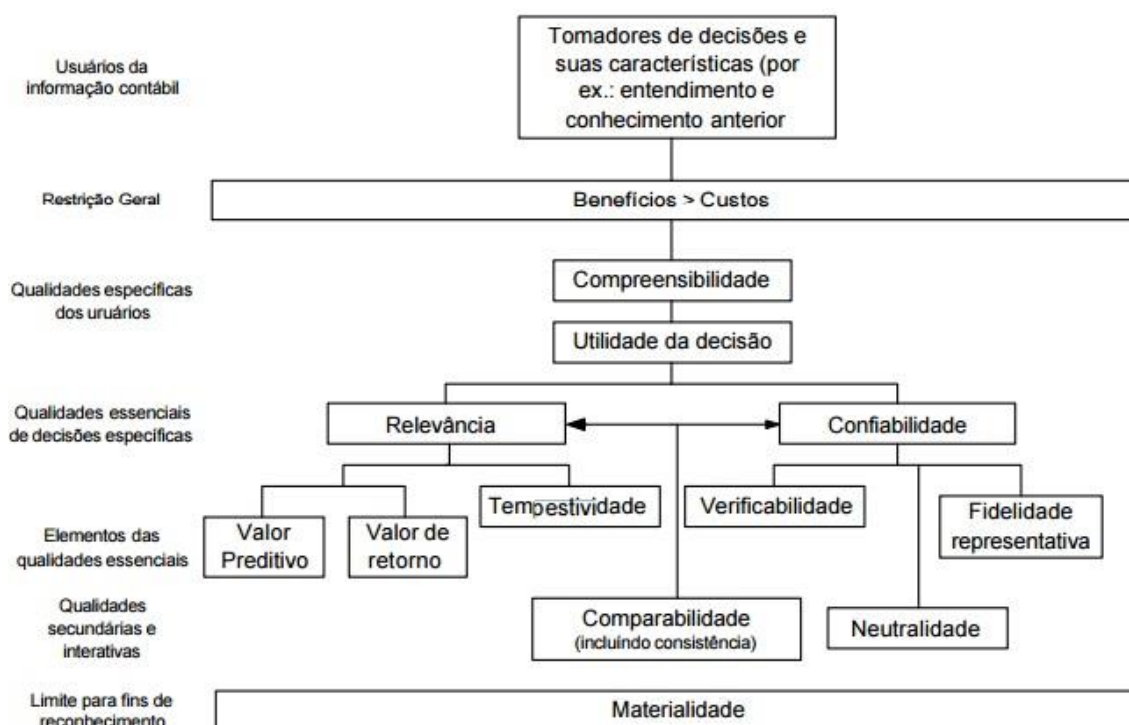 Usuários da
informação contábil
Tomadores de decisões e
suas características (por
ex.: entendimento e
conhecimento anterior
Restrição Geral
Benefícios > Custos
Qualidades específicas
dos uruários
Compreensibilidade
Utilidade da decisão
Qualidades essenciais
de decisões específicas
Relevância
Confiabilidade
Elementos das
qualidades essenciais
Valor
Preditivo
Valor de
retorno
Tempestividade
Verificabilidade
Fidelidade
representativa
Qualidades
secundárias e
interativas
Comparabilidade
(incluíndo consistência)
Neutralidade
Limite para fins de
reconhecimento
Materialidade